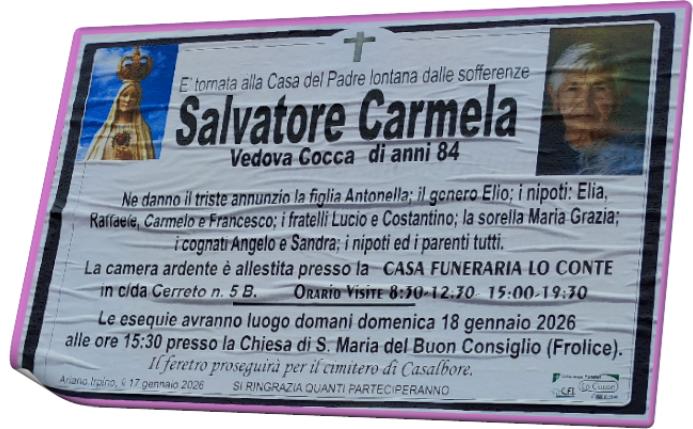 E' tornata alla Casa del Padre lontana dalle sofferenze
Salvatore Carmela
Vedova Cocca di anni 84
Ne danno il triste annunzio la figlia Antonella; il genero Elio; i nipoti: Elia,
Raffaele, Carmelo e Francesco; i fratelli Lucio e Costantino; la sorella Maria Grazia;
i cognati Angelo e Sandra; i nipoti ed i parenti tutti.
La camera ardente è allestita presso la CASA FUNERARIA LO CONTE
in c/da Cerreto n. 5 B. ORARIO VISITE 8:30-12:30 15:00-19:30
Le esequie avranno luogo domani domenica 18 gennaio 2026
alle ore 15:30 presso la Chiesa di S. Maria del Buon Consiglio (Frolice).
Il feretro proseguirà per il cimitero di Casalbore.
Ariano Irpino, lì 17 gennaio 2026 SI RINGRAZIA QUANTI PARTECIPERANNO